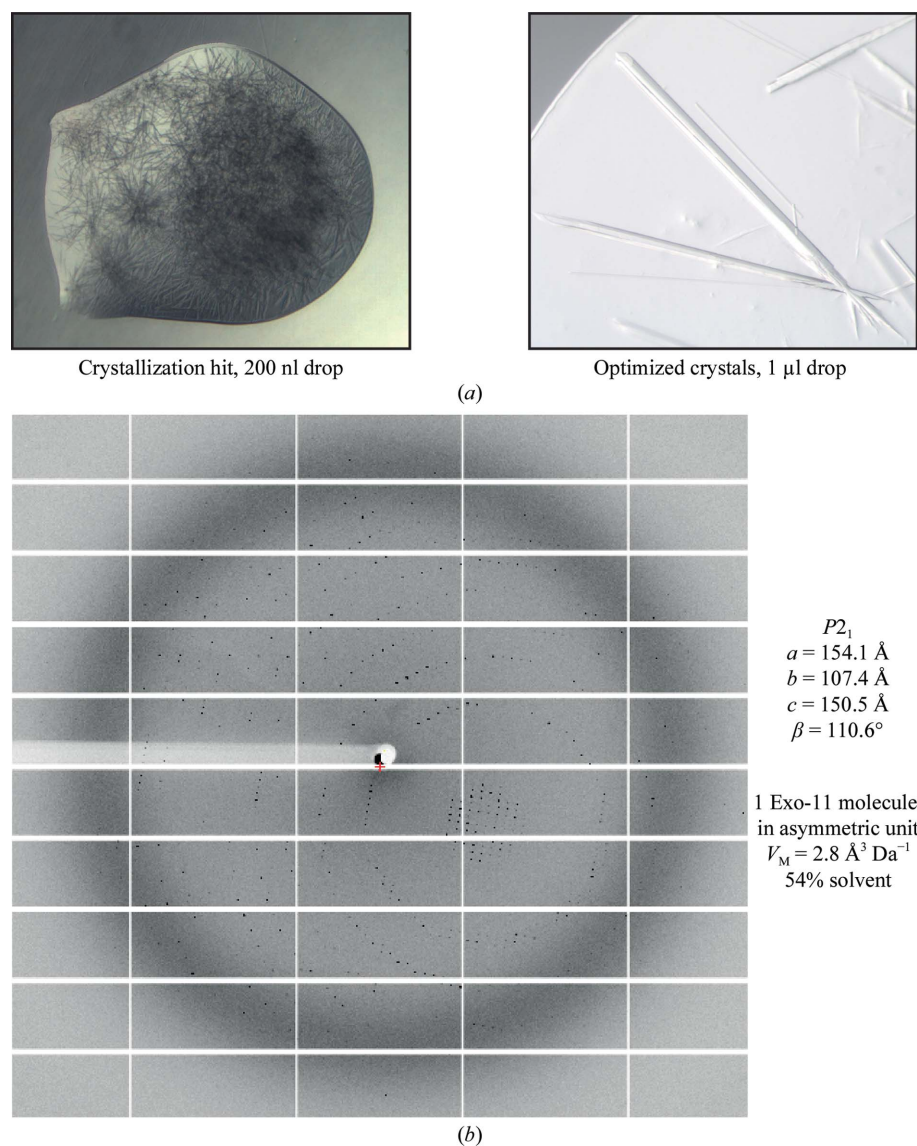 Crystallization hit, 200 nl drop
Optimized crystals, 1 µl drop
(a)
P2₁
a = 154.1 Å
b = 107.4 Å
c = 150.5 Å
β = 110.6°
1 Exo-11 molecule
in asymmetric unit
V_M = 2.8 Å³ Da⁻¹
54% solvent
(b)